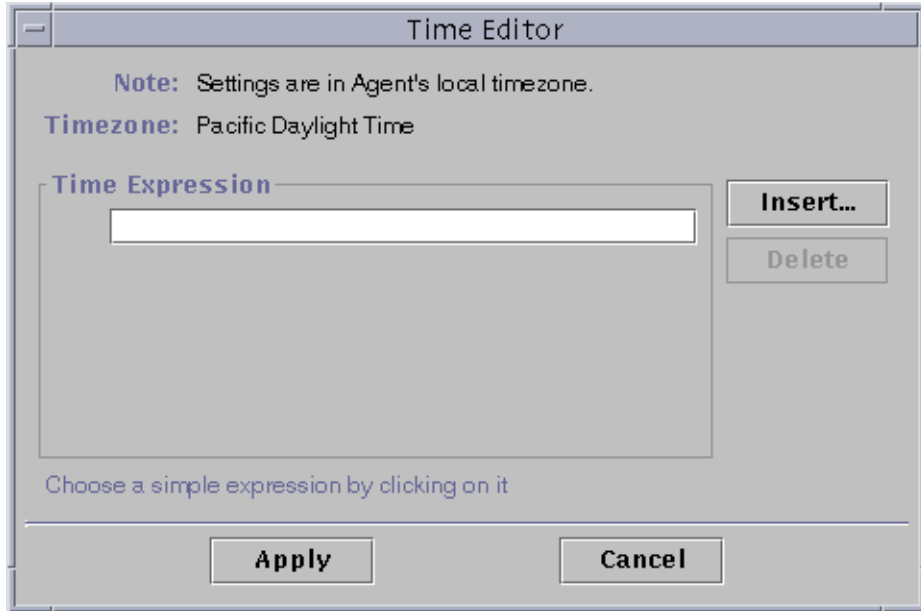 Time Editor
Note: Settings are in Agent's local timezone.
Timezone: Pacific Daylight Time
Time Expression
Insert...
Delete
Choose a simple expression by clicking on it
Apply Cancel